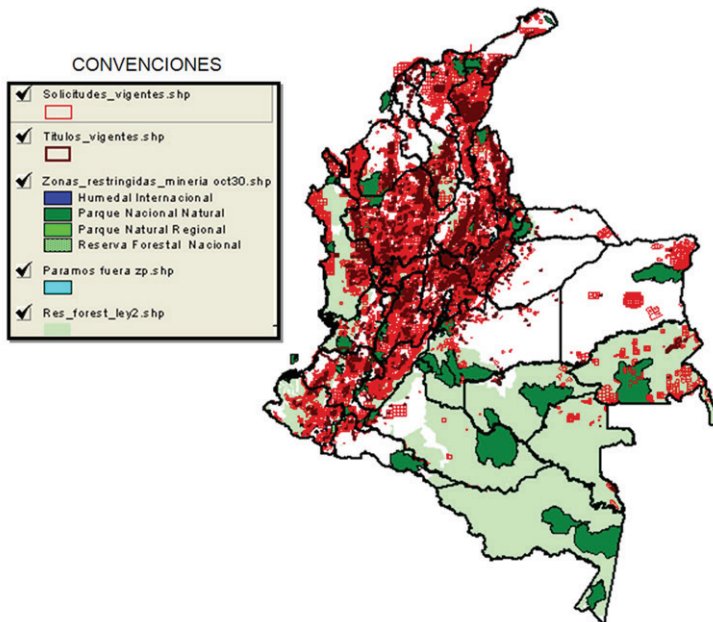 CONVENCIONES
Solicitudes_vigentes.shp
Titulos_vigentes.shp
Zonas_restringidas_mineria oct30.shp
Humedal Internacional
Parque Nacional Natural
Parque Natural Regional
Reserva Forestal Nacional
Paramos fuera zp.shp
Res_forest_ley2.shp